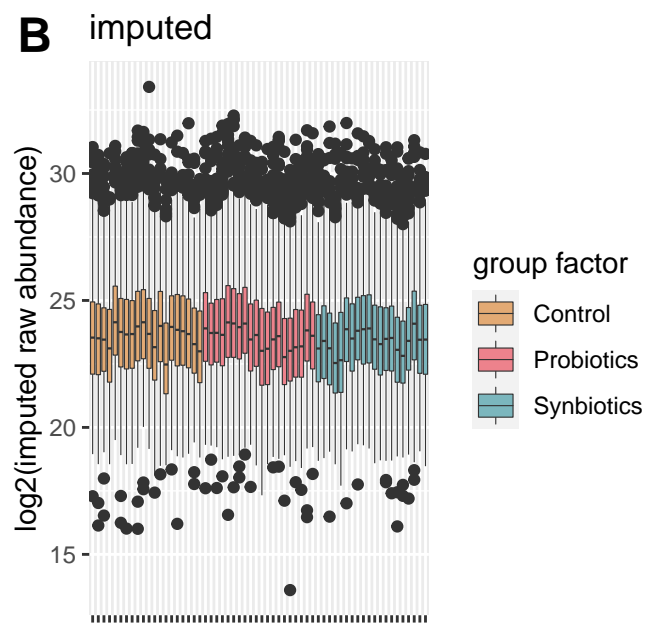 B imputed
log2(imputed raw abundance)
30
25
20
15
group factor
Control
Probiotics
Synbiotics